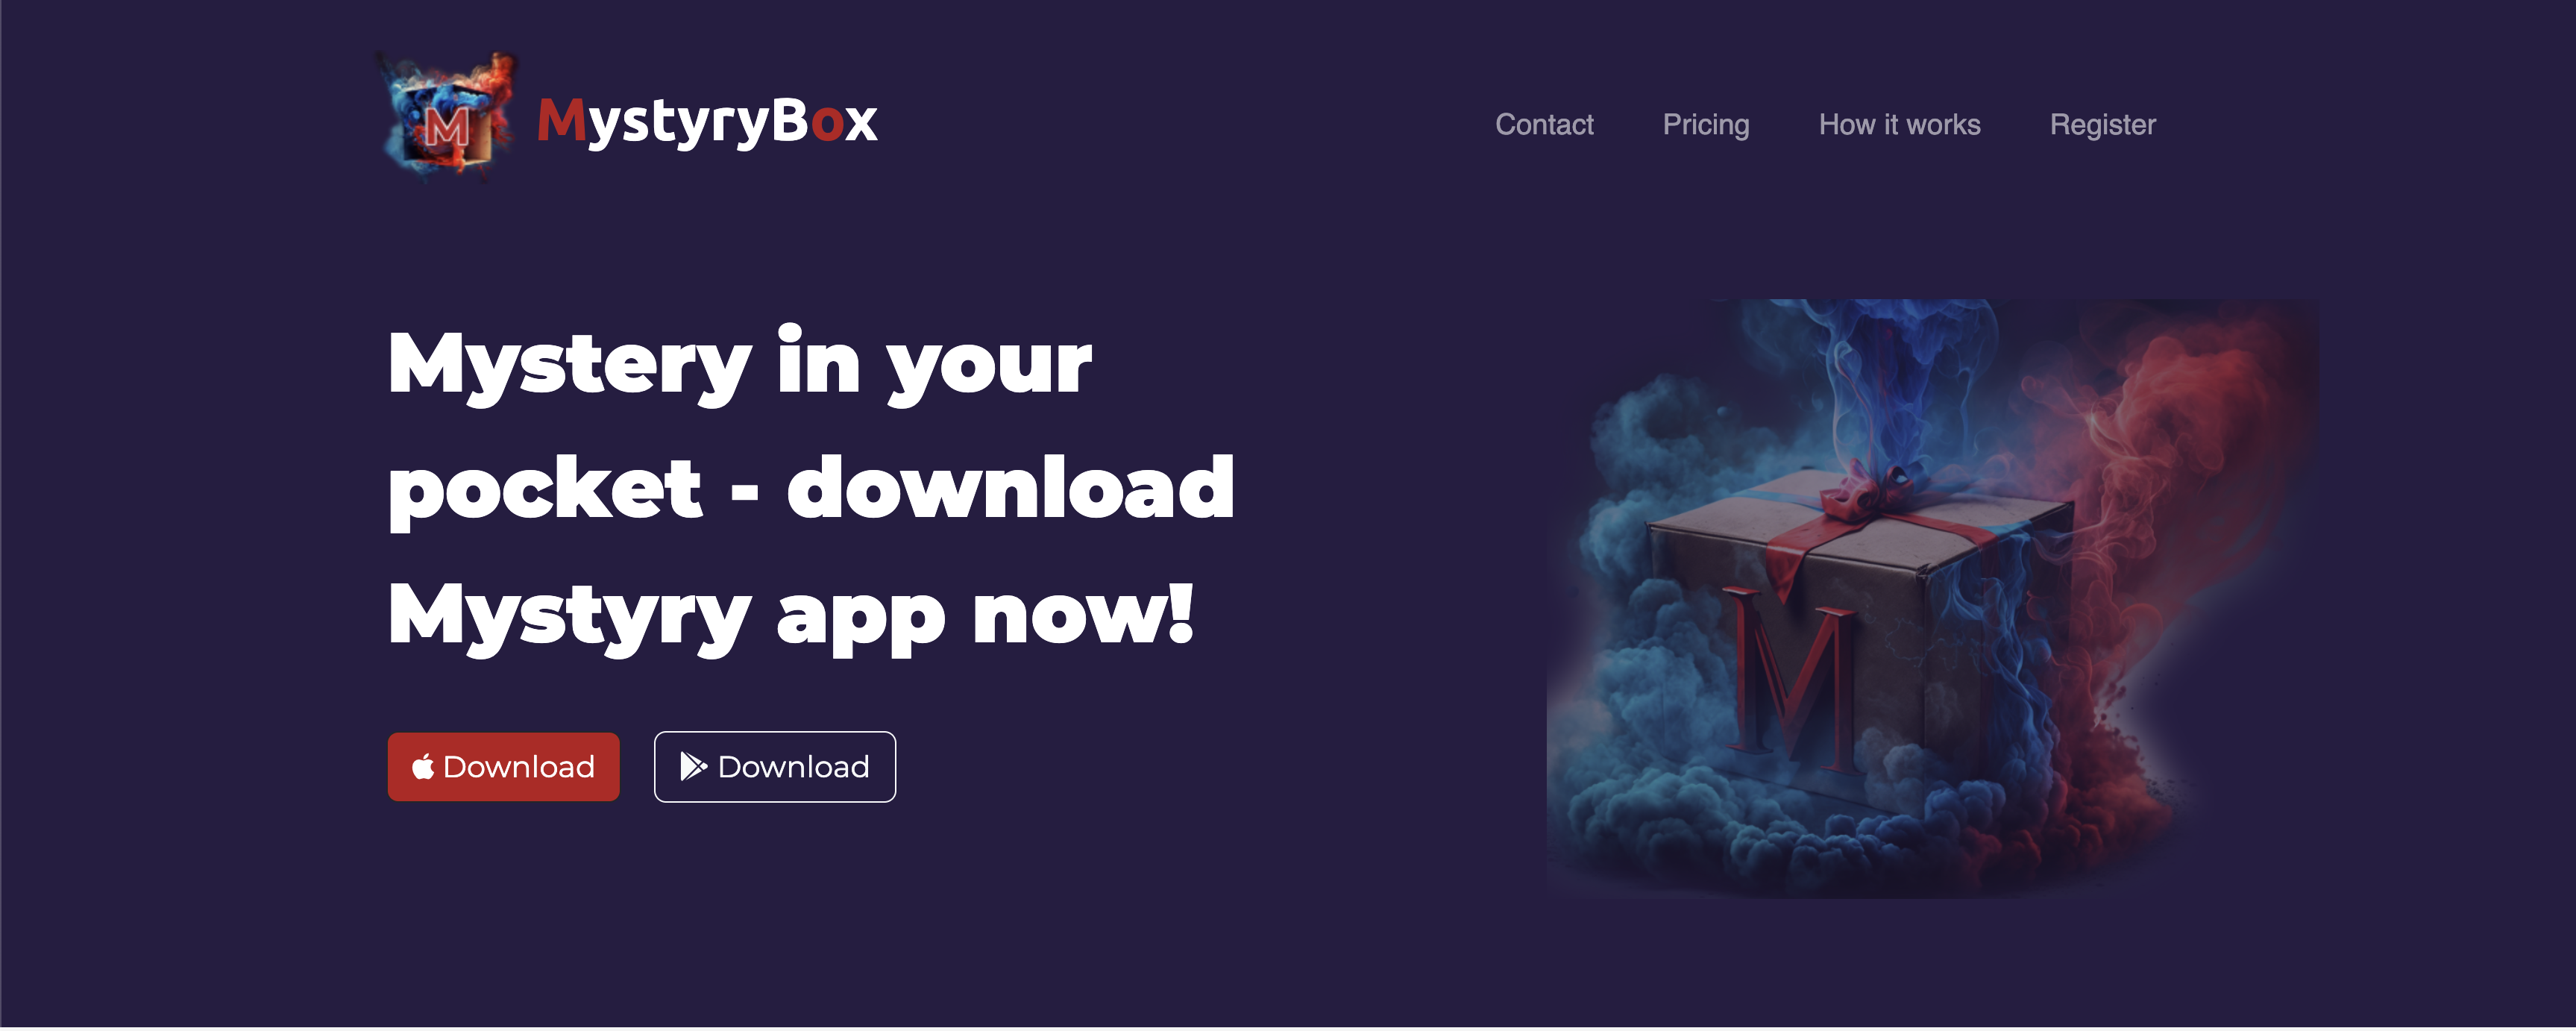 M
MystyryBox
Contact
Pricing
How it works
Register
Mystery in your
pocket - download
Mystyry app now!
M
Download
Download